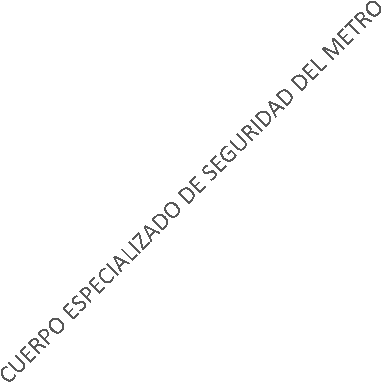 CUERPO ESPECIALIZADO DE SEGURIDAD DEL METRO